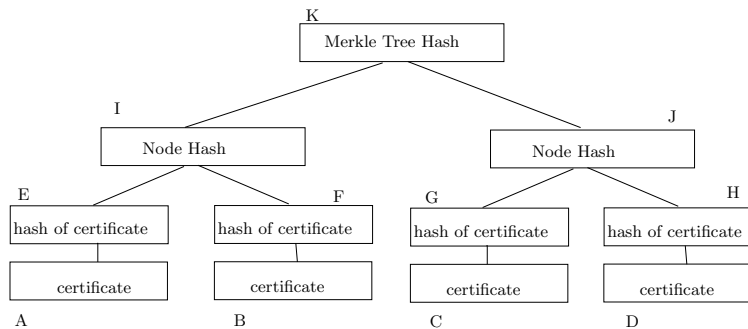 K
Merkle Tree Hash
I
J
Node Hash
Node Hash
E
F
G
H
hash of certificate
hash of certificate
hash of certificate
hash of certificate
certificate
certificate
certificate
certificate
A
B
C
D